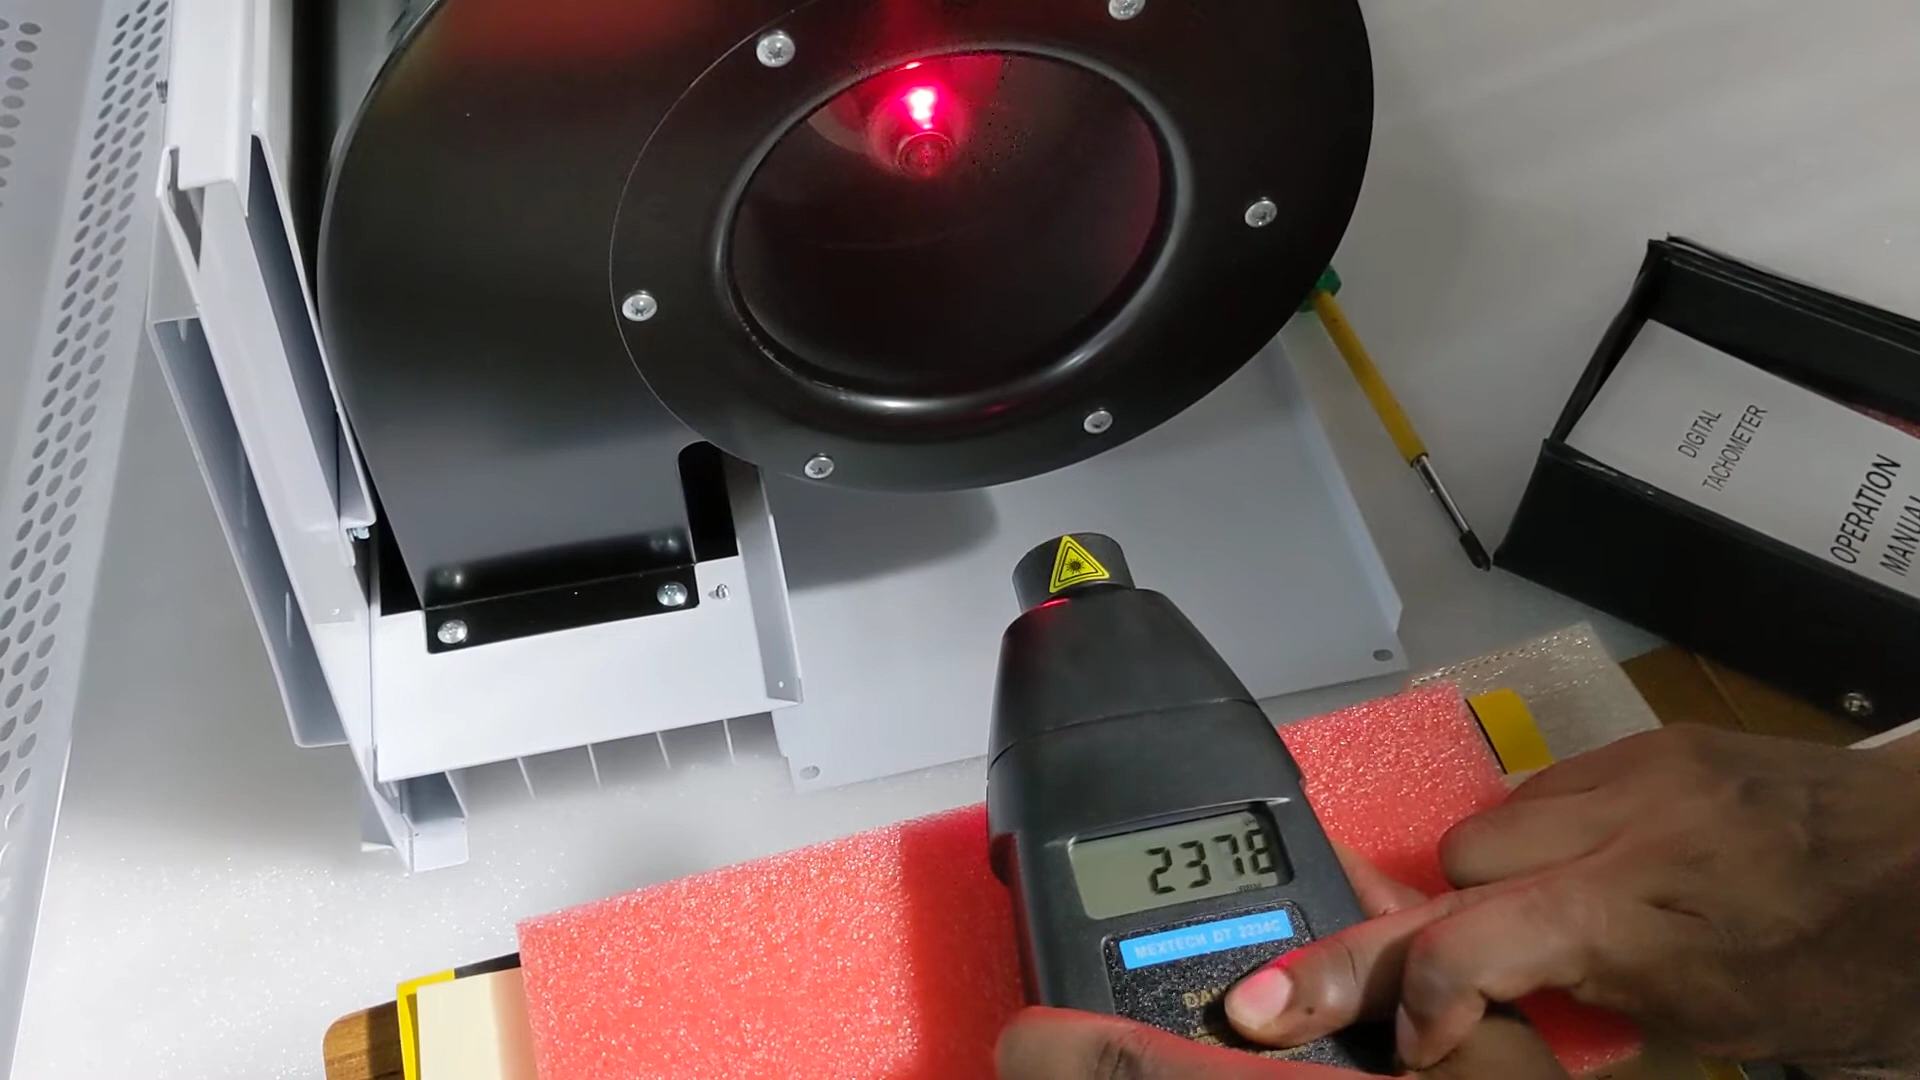 DIGITAL
TACHOMETER
OPERATION
MANUAL
2378
MEXTECH DT 2234C